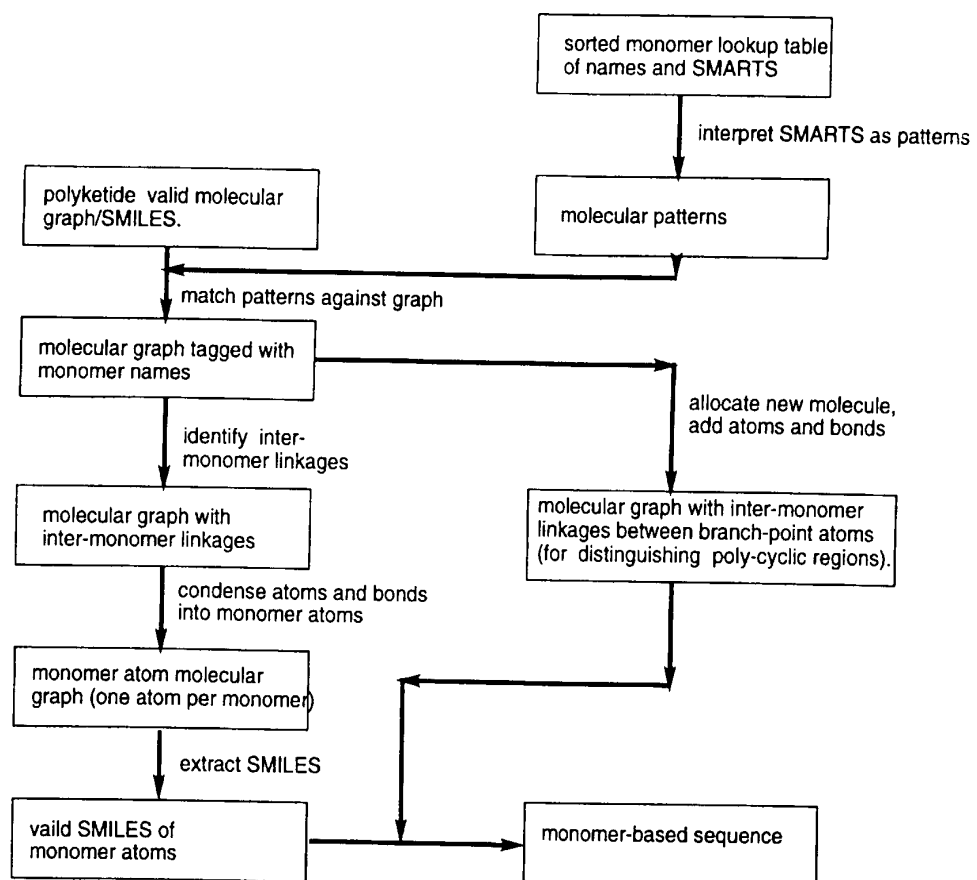 sorted monomer lookup table
of names and SMARTS
interpret SMARTS as patterns
polyketide valid molecular
graph/SMILES.
molecular patterns
match patterns against graph
molecular graph tagged with
monomer names
allocate new molecule,
add atoms and bonds
identify inter-
monomer linkages
molecular graph with
inter-monomer linkages
molecular graph with inter-monomer
linkages between branch-point atoms
(for distinguishing poly-cyclic regions).
condense atoms and bonds
into monomer atoms
monomer atom molecular
graph (one atom per monomer)
extract SMILES
vaild SMILES of
monomer atoms
monomer-based sequence